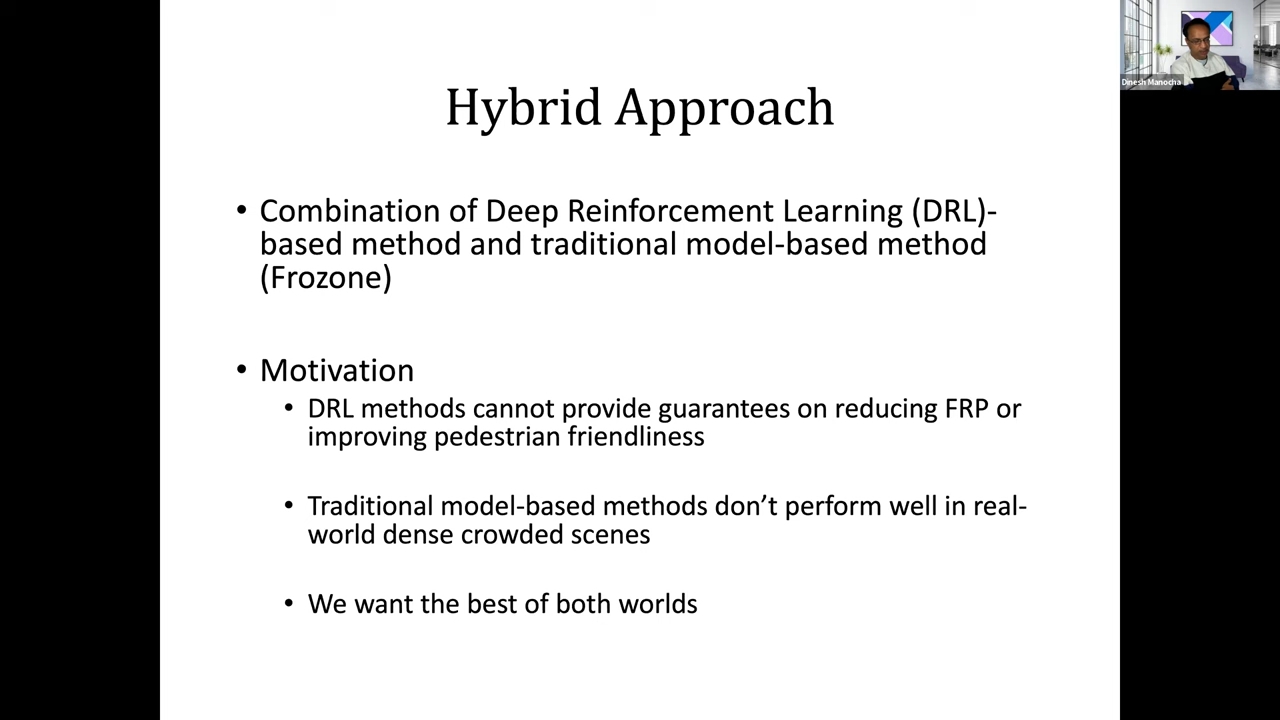 Hybrid Approach
• Combination of Deep Reinforcement Learning (DRL)-
based method and traditional model-based method
(Frozone)
• Motivation
• DRL methods cannot provide guarantees on reducing FRP or
improving pedestrian friendliness
• Traditional model-based methods don’t perform well in real-
world dense crowded scenes
• We want the best of both worlds
Dinesh Manocha